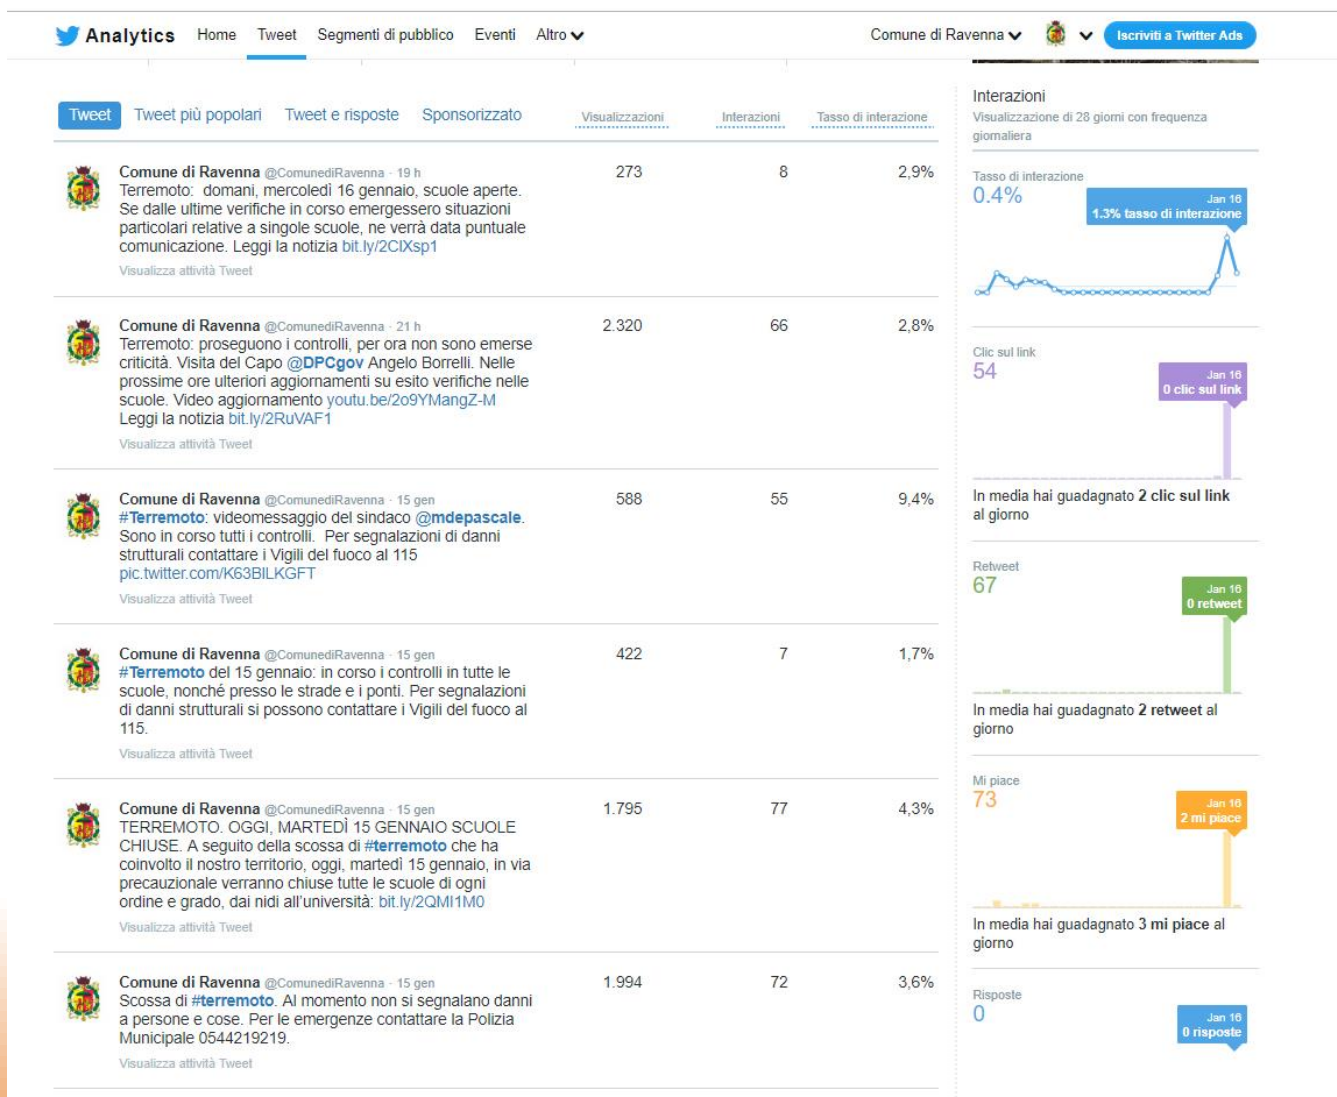 Analytics Home Tweet Segmenti di pubblico Eventi Altro Comune di Ravenna Iscriviti a Twitter Ads
Tweet Tweet più popolari Tweet e risposte Sponsorizzato Visualizzazioni Interazioni Tasso di interazione
Comune di Ravenna @ComunediRavenna · 19 h 273 8 2,9%
Terremoto: domani, mercoledì 16 gennaio, scuole aperte.
Se dalle ultime verifiche in corso emergessero situazioni
particolari relative a singole scuole, ne verrà data puntuale
comunicazione. Leggi la notizia bit.ly/2CIXsp1
Visualizza attività Tweet
Comune di Ravenna @ComunediRavenna · 21 h 2.320 66 2,8%
Terremoto: proseguono i controlli, per ora non sono emerse
criticità. Visita del Capo @DPCgov Angelo Borrelli. Nelle
prossime ore ulteriori aggiornamenti su esito verifiche nelle
scuole. Video aggiornamento youtu.be/2o9YMangZ-M
Leggi la notizia bit.ly/2RuVAF1
Visualizza attività Tweet
Comune di Ravenna @ComunediRavenna · 15 gen 588 55 9,4%
#Terremoto: videomessaggio del sindaco @mdepascale.
Sono in corso tutti i controlli. Per segnalazioni di danni
strutturali contattare i Vigili del fuoco al 115
pic.twitter.com/K63BILKGFT
Visualizza attività Tweet
Comune di Ravenna @ComunediRavenna · 15 gen 422 7 1,7%
#Terremoto del 15 gennaio: in corso i controlli in tutte le
scuole, nonché presso le strade e i ponti. Per segnalazioni
di danni strutturali si possono contattare i Vigili del fuoco al
115.
Visualizza attività Tweet
Comune di Ravenna @ComunediRavenna · 15 gen 1.795 77 4,3%
TERREMOTO. OGGI, MARTEDÌ 15 GENNAIO SCUOLE
CHIUSE. A seguito della scossa di #terremoto che ha
coinvolto il nostro territorio, oggi, martedì 15 gennaio, in via
precauzionale verranno chiuse tutte le scuole di ogni
ordine e grado, dai nidi all'università: bit.ly/2QMI1M0
Visualizza attività Tweet
Comune di Ravenna @ComunediRavenna · 15 gen 1.994 72 3,6%
Scossa di #terremoto. Al momento non si segnalano danni
a persone e cose. Per le emergenze contattare la Polizia
Municipale 0544219219.
Visualizza attività Tweet
Interazioni
Visualizzazione di 28 giorni con frequenza
giornaliera
Tasso di interazione
0.4%
Jan 16
1.3% tasso di interazione
Clic sul link
54
Jan 16
0 clic sul link
In media hai guadagnato 2 clic sul link
al giorno
Retweet
67
Jan 16
0 retweet
In media hai guadagnato 2 retweet al
giorno
Mi piace
73
Jan 16
2 mi piace
In media hai guadagnato 3 mi piace al
giorno
Risposte
0
Jan 16
0 risposte